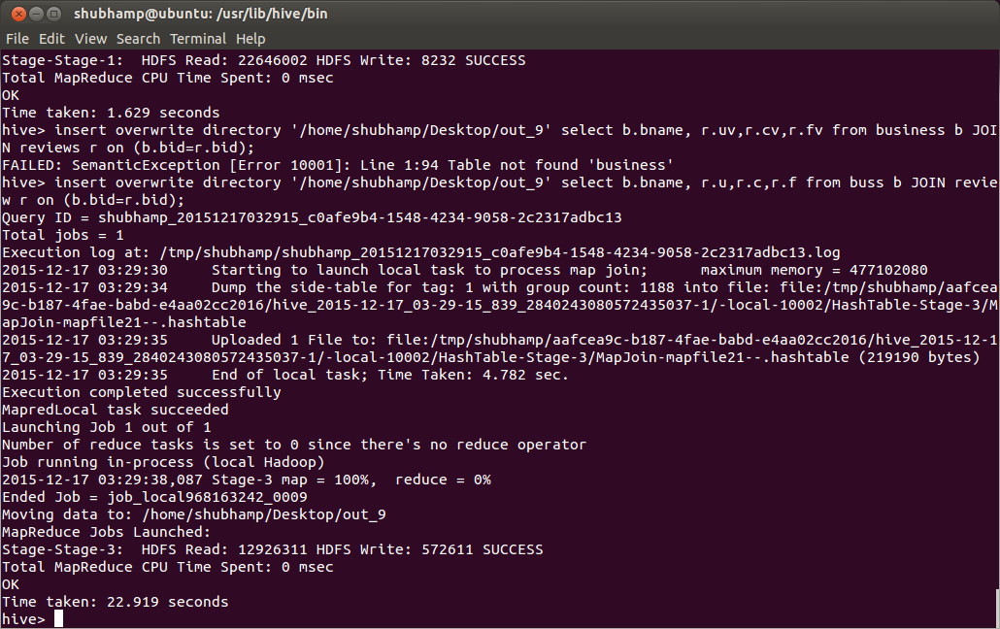 shubhamp@ubuntu: /usr/lib/hive/bin
File Edit View Search Terminal Help
Stage-Stage-1:  HDFS Read: 22646002 HDFS Write: 8232 SUCCESS
Total MapReduce CPU Time Spent: 0 msec
OK
Time taken: 1.629 seconds
hive> insert overwrite directory '/home/shubhamp/Desktop/out_9' select b.bname, r.uv,r.cv,r.fv from business b JOI
N reviews r on (b.bid=r.bid);
FAILED: SemanticException [Error 10001]: Line 1:94 Table not found 'business'
hive> insert overwrite directory '/home/shubhamp/Desktop/out_9' select b.bname, r.u,r.c,r.f from buss b JOIN revie
w r on (b.bid=r.bid);
Query ID = shubhamp_20151217032915_c0afe9b4-1548-4234-9058-2c2317adbc13
Total jobs = 1
Execution log at: /tmp/shubhamp/shubhamp_20151217032915_c0afe9b4-1548-4234-9058-2c2317adbc13.log
2015-12-17 03:29:30     Starting to launch local task to process map join;      maximum memory = 477102080
2015-12-17 03:29:34     Dump the side-table for tag: 1 with group count: 1188 into file: file:/tmp/shubhamp/aafcea
9c-b187-4fae-babd-e4aa02cc2016/hive_2015-12-17_03-29-15_839_2840243080572435037-1/-local-10002/HashTable-Stage-3/M
apJoin-mapfile21--.hashtable
2015-12-17 03:29:35     Uploaded 1 File to: file:/tmp/shubhamp/aafcea9c-b187-4fae-babd-e4aa02cc2016/hive_2015-12-1
7_03-29-15_839_2840243080572435037-1/-local-10002/HashTable-Stage-3/MapJoin-mapfile21--.hashtable (219190 bytes)
2015-12-17 03:29:35     End of local task; Time Taken: 4.782 sec.
Execution completed successfully
MapredLocal task succeeded
Launching Job 1 out of 1
Number of reduce tasks is set to 0 since there's no reduce operator
Job running in-process (local Hadoop)
2015-12-17 03:29:38,087 Stage-3 map = 100%,  reduce = 0%
Ended Job = job_local968163242_0009
Moving data to: /home/shubhamp/Desktop/out_9
MapReduce Jobs Launched:
Stage-Stage-3:  HDFS Read: 12926311 HDFS Write: 572611 SUCCESS
Total MapReduce CPU Time Spent: 0 msec
OK
Time taken: 22.919 seconds
hive>